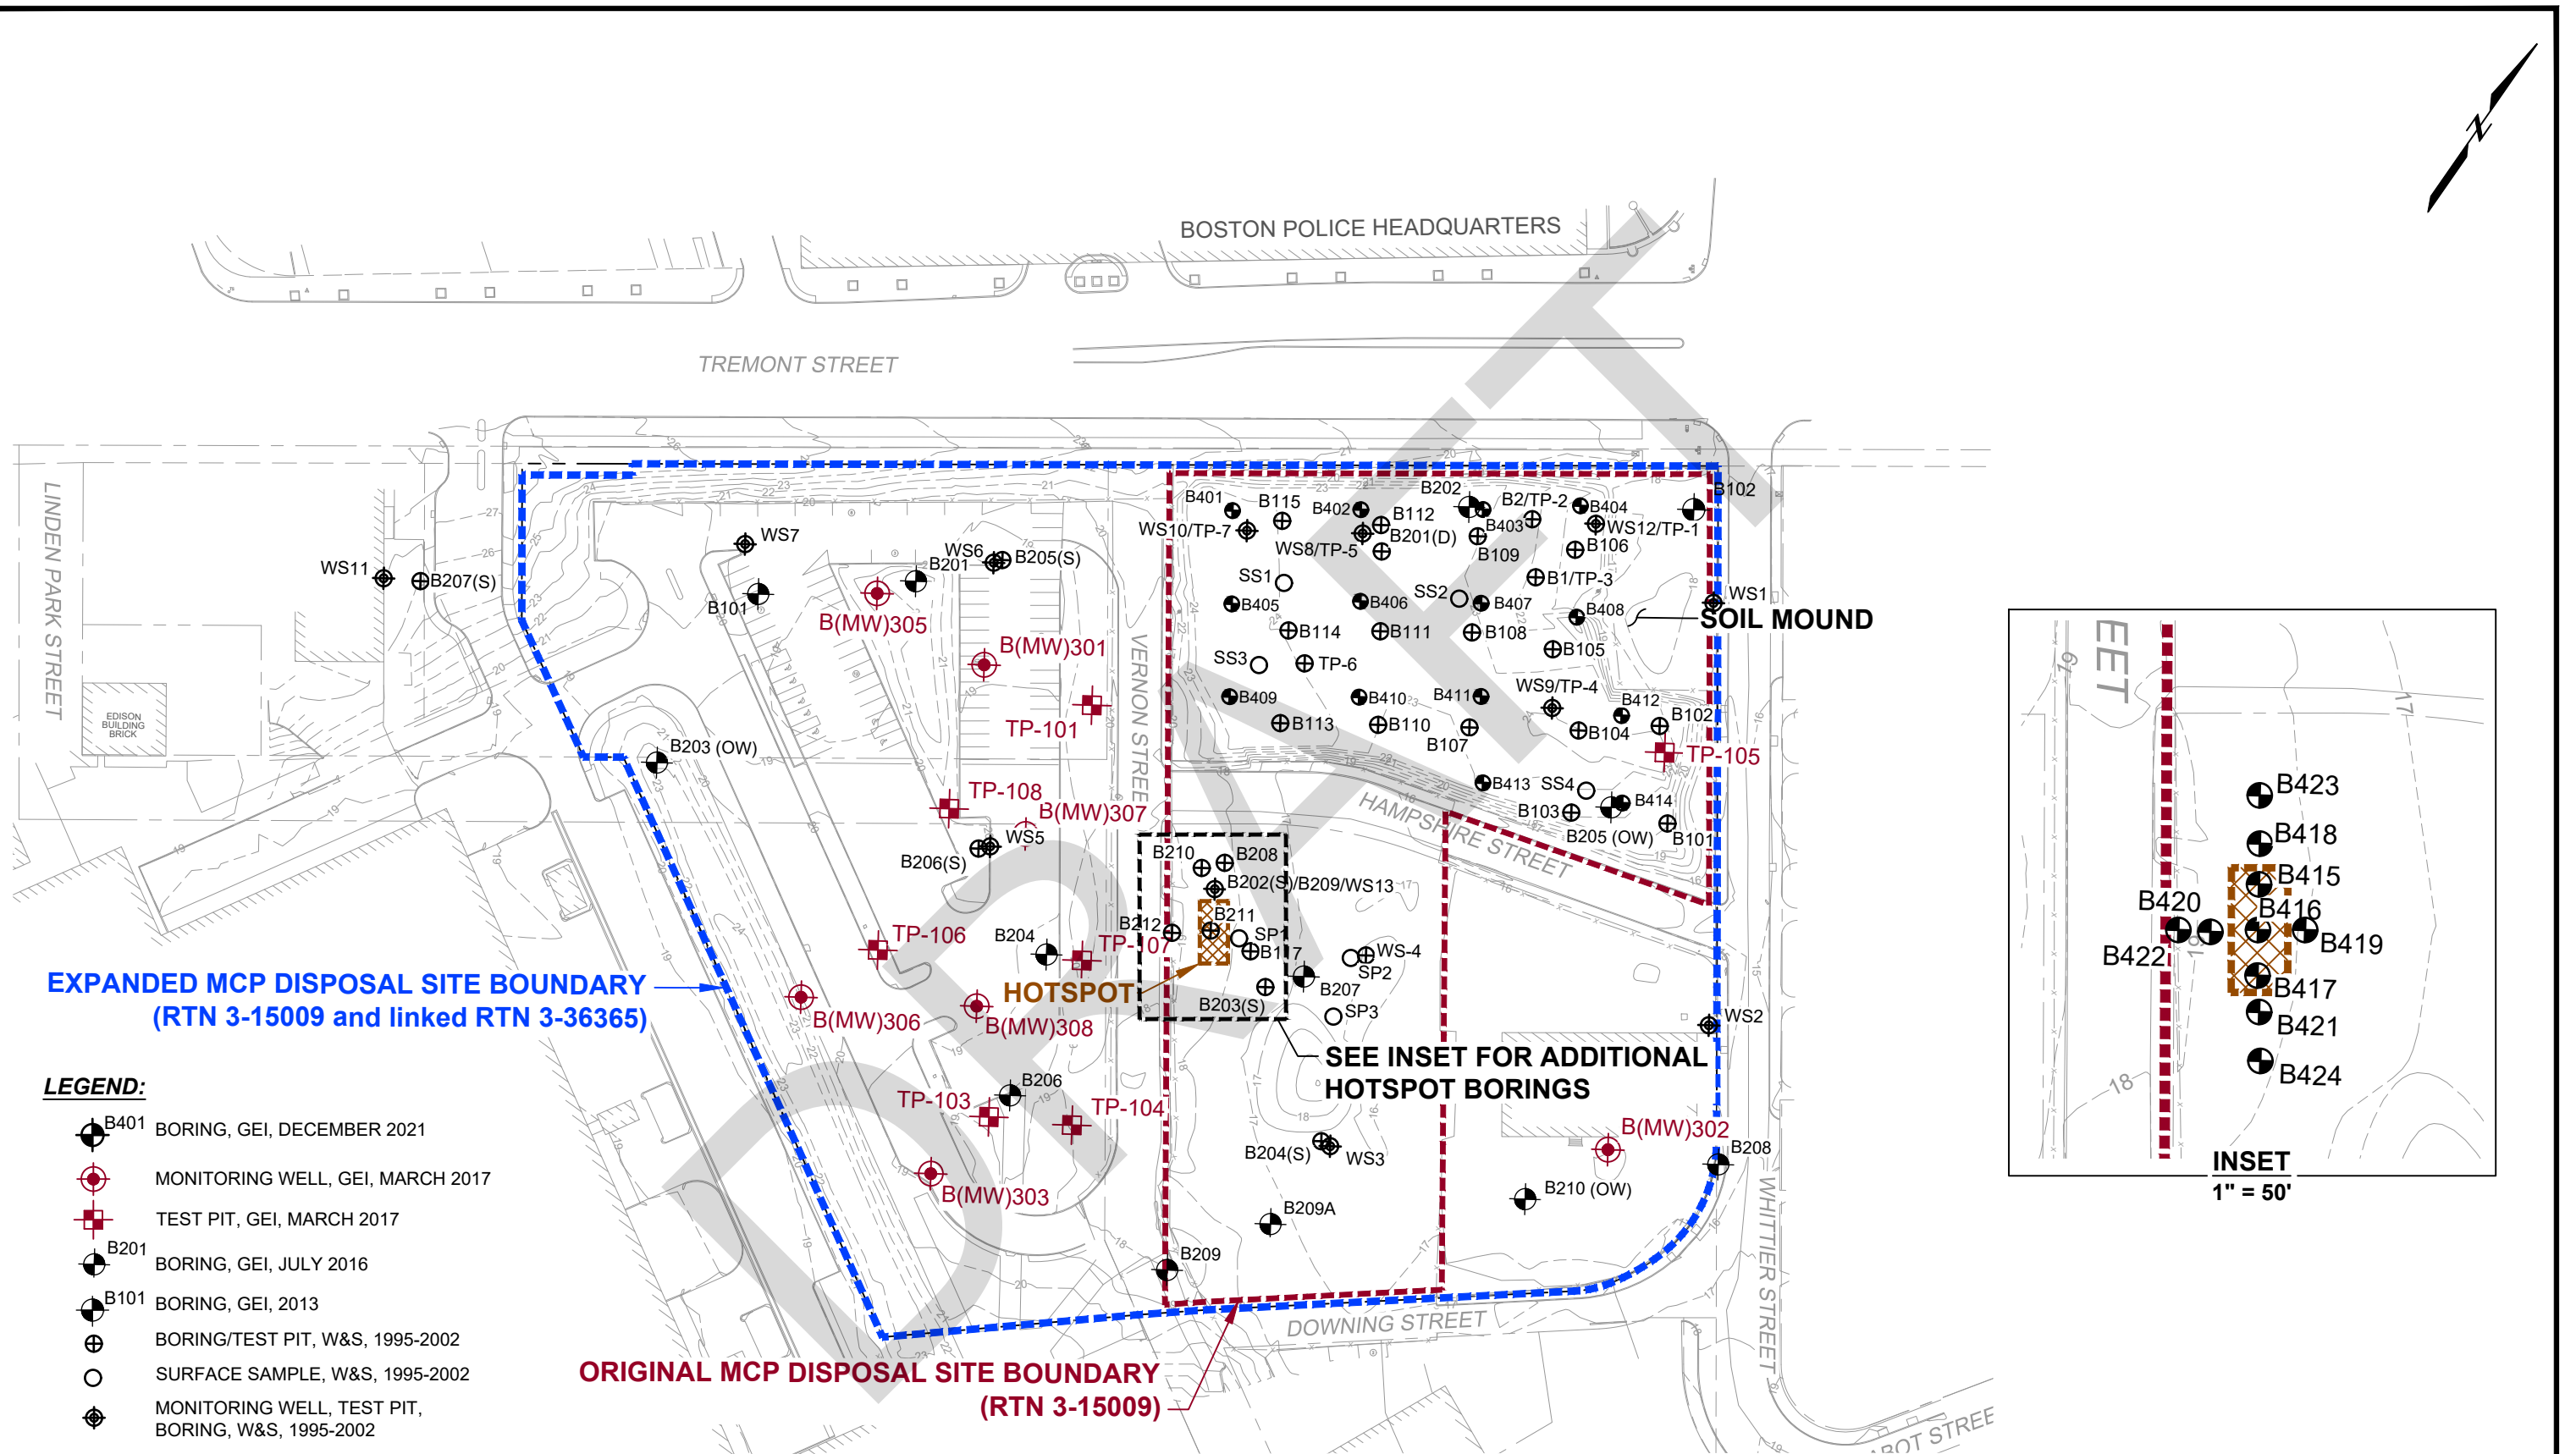 N
BOSTON POLICE HEADQUARTERS
TREMONT STREET
LINDEN PARK STREET
VERNON STREET
HAMPSHIRE STREET
WHITTIER STREET
DOWNING STREET
EDISON
BUILDING
BRICK
DRAFT
WS11
B207(S)
WS7
B101
B(MW)305
B201
WS6
B205(S)
B(MW)301
TP-101
B203 (OW)
TP-108
B(MW)307
WS5
B206(S)
TP-106
B204
TP-107
B(MW)306
B(MW)308
B206
TP-103
TP-104
B(MW)303
B401
B115
WS10/TP-7
B402
B112
B201(D)
WS8/TP-5
B202
B403
B2/TP-2
B109
B404
WS12/TP-1
B106
B102
SS1
B405
B406
SS2
B407
B1/TP-3
B408
WS1
SOIL MOUND
B114
B111
B108
B105
SS3
TP-6
B409
B410
B411
WS9/TP-4
B412
B102
B113
B110
B107
B104
TP-105
B413
SS4
B103
B414
B205 (OW)
B101
B210
B208
B202(S)/B209/WS13
B211
B212
SP1
B117
HOTSPOT
B203(S)
B207
WS-4
SP2
SP3
WS2
SEE INSET FOR ADDITIONAL
HOTSPOT BORINGS
B204(S)
WS3
B(MW)302
B208
B210 (OW)
B209A
B209
EXPANDED MCP DISPOSAL SITE BOUNDARY
(RTN 3-15009 and linked RTN 3-36365)
ORIGINAL MCP DISPOSAL SITE BOUNDARY
(RTN 3-15009)
LEGEND:
B401 BORING, GEI, DECEMBER 2021
MONITORING WELL, GEI, MARCH 2017
TEST PIT, GEI, MARCH 2017
B201 BORING, GEI, JULY 2016
B101 BORING, GEI, 2013
BORING/TEST PIT, W&S, 1995-2002
SURFACE SAMPLE, W&S, 1995-2002
MONITORING WELL, TEST PIT,
BORING, W&S, 1995-2002
EET
19
17
18
B423
B418
B415
B416
B420
B422
B419
B417
B421
B424
INSET
1" = 50'